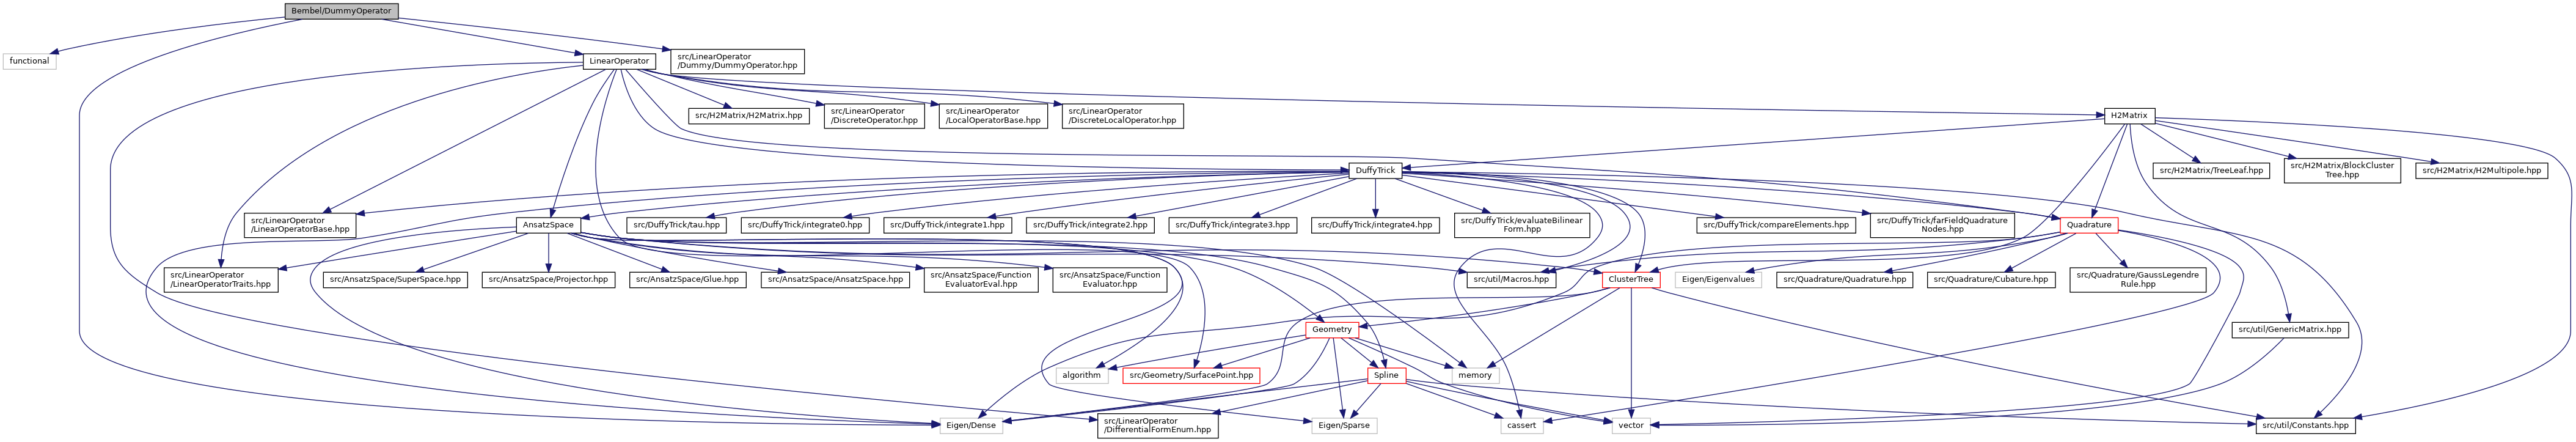 Bembel/DummyOperator
functional
LinearOperator
src/LinearOperator
/Dummy/DummyOperator.hpp
src/H2Matrix/H2Matrix.hpp
src/LinearOperator
/DiscreteOperator.hpp
src/LinearOperator
/LocalOperatorBase.hpp
src/LinearOperator
/DiscreteLocalOperator.hpp
H2Matrix
DuffyTrick
src/H2Matrix/TreeLeaf.hpp
src/H2Matrix/BlockCluster
Tree.hpp
src/H2Matrix/H2Multipole.hpp
src/LinearOperator
/LinearOperatorBase.hpp
AnsatzSpace
src/DuffyTrick/tau.hpp
src/DuffyTrick/integrate0.hpp
src/DuffyTrick/integrate1.hpp
src/DuffyTrick/integrate2.hpp
src/DuffyTrick/integrate3.hpp
src/DuffyTrick/integrate4.hpp
src/DuffyTrick/evaluateBilinear
Form.hpp
src/DuffyTrick/compareElements.hpp
src/DuffyTrick/farFieldQuadrature
Nodes.hpp
Quadrature
src/LinearOperator
/LinearOperatorTraits.hpp
src/AnsatzSpace/SuperSpace.hpp
src/AnsatzSpace/Projector.hpp
src/AnsatzSpace/Glue.hpp
src/AnsatzSpace/AnsatzSpace.hpp
src/AnsatzSpace/Function
EvaluatorEval.hpp
src/AnsatzSpace/Function
Evaluator.hpp
src/util/Macros.hpp
ClusterTree
Eigen/Eigenvalues
src/Quadrature/Quadrature.hpp
src/Quadrature/Cubature.hpp
src/Quadrature/GaussLegendre
Rule.hpp
Geometry
src/util/GenericMatrix.hpp
algorithm
src/Geometry/SurfacePoint.hpp
Spline
memory
Eigen/Dense
src/LinearOperator
/DifferentialFormEnum.hpp
Eigen/Sparse
cassert
vector
src/util/Constants.hpp